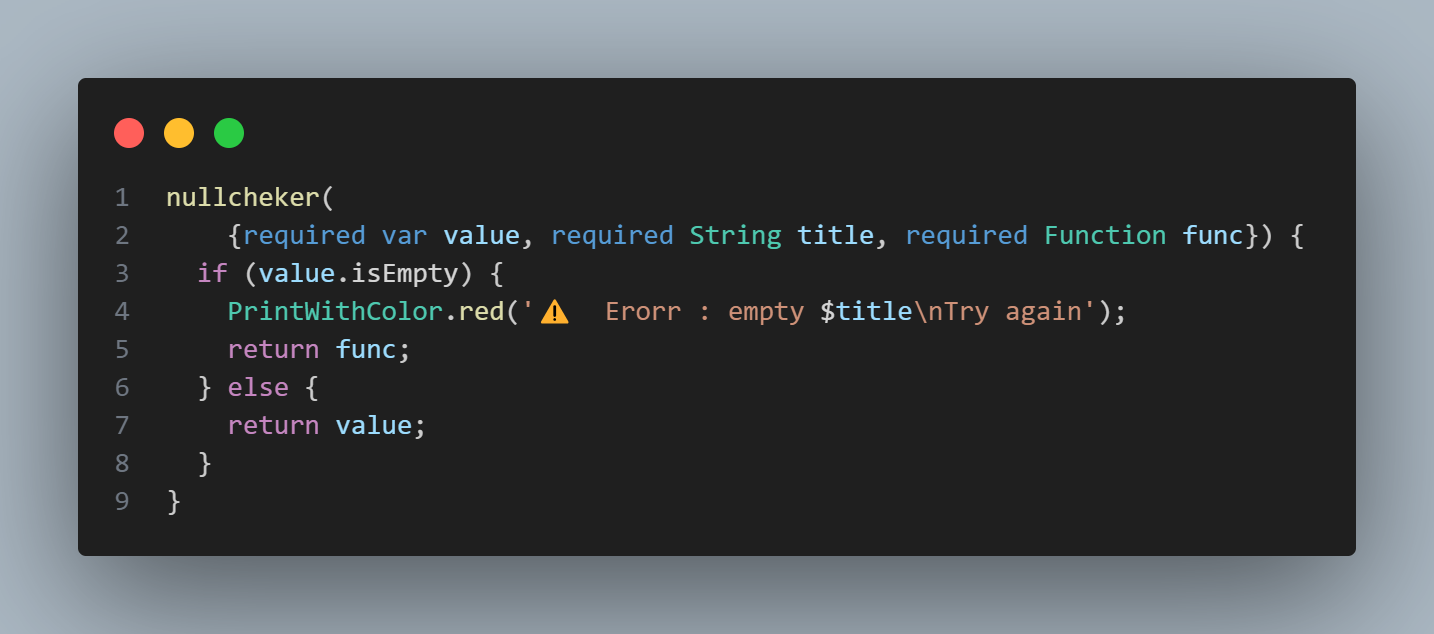 1 nullcheker(
2     {required var value, required String title, required Function func}) {
3   if (value.isEmpty) {
4     PrintWithColor.red('⚠️  Erorr : empty $title\nTry again');
5     return func;
6   } else {
7     return value;
8   }
9 }